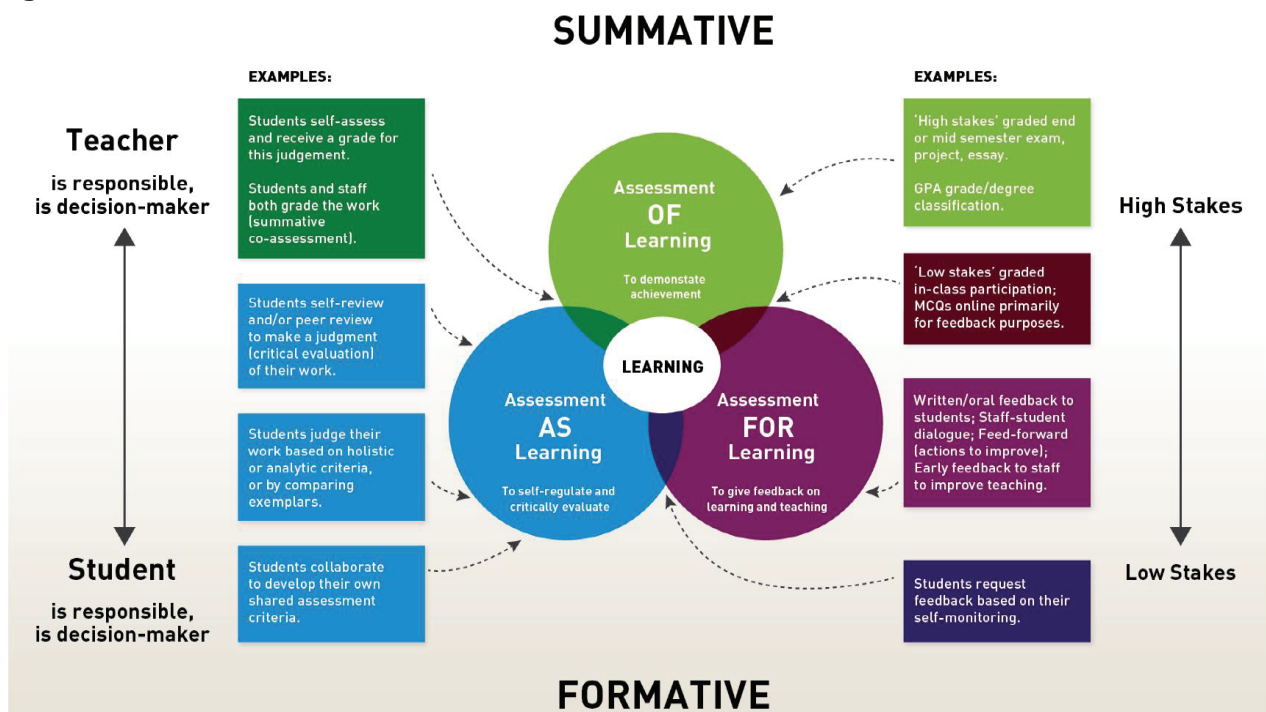 SUMMATIVE
EXAMPLES:
Students self-assess
and receive a grade for
this judgement.
Students and staff
both grade the work
(summative
co-assessment).
Students self-review
and/or peer review
to make a judgment
(critical evaluation)
of their work.
Students judge their
work based on holistic
or analytic criteria,
or by comparing
exemplars.
Students collaborate
to develop their own
shared assessment
criteria.
Teacher
is responsible,
is decision-maker
Student
is responsible,
is decision-maker
Assessment
OF
Learning
To demonstate
achievement
LEARNING
Assessment
AS
Learning
To self-regulate and
critically evaluate
Assessment
FOR
Learning
To give feedback on
learning and teaching
EXAMPLES:
'High stakes' graded end
or mid semester exam,
project, essay.
GPA grade/degree
classification.
'Low stakes' graded
in-class participation;
MCQs online primarily
for feedback purposes.
Written/oral feedback to
students; Staff-student
dialogue; Feed-forward
(actions to improve);
Early feedback to staff
to improve teaching.
Students request
feedback based on their
self-monitoring.
High Stakes
Low Stakes
FORMATIVE